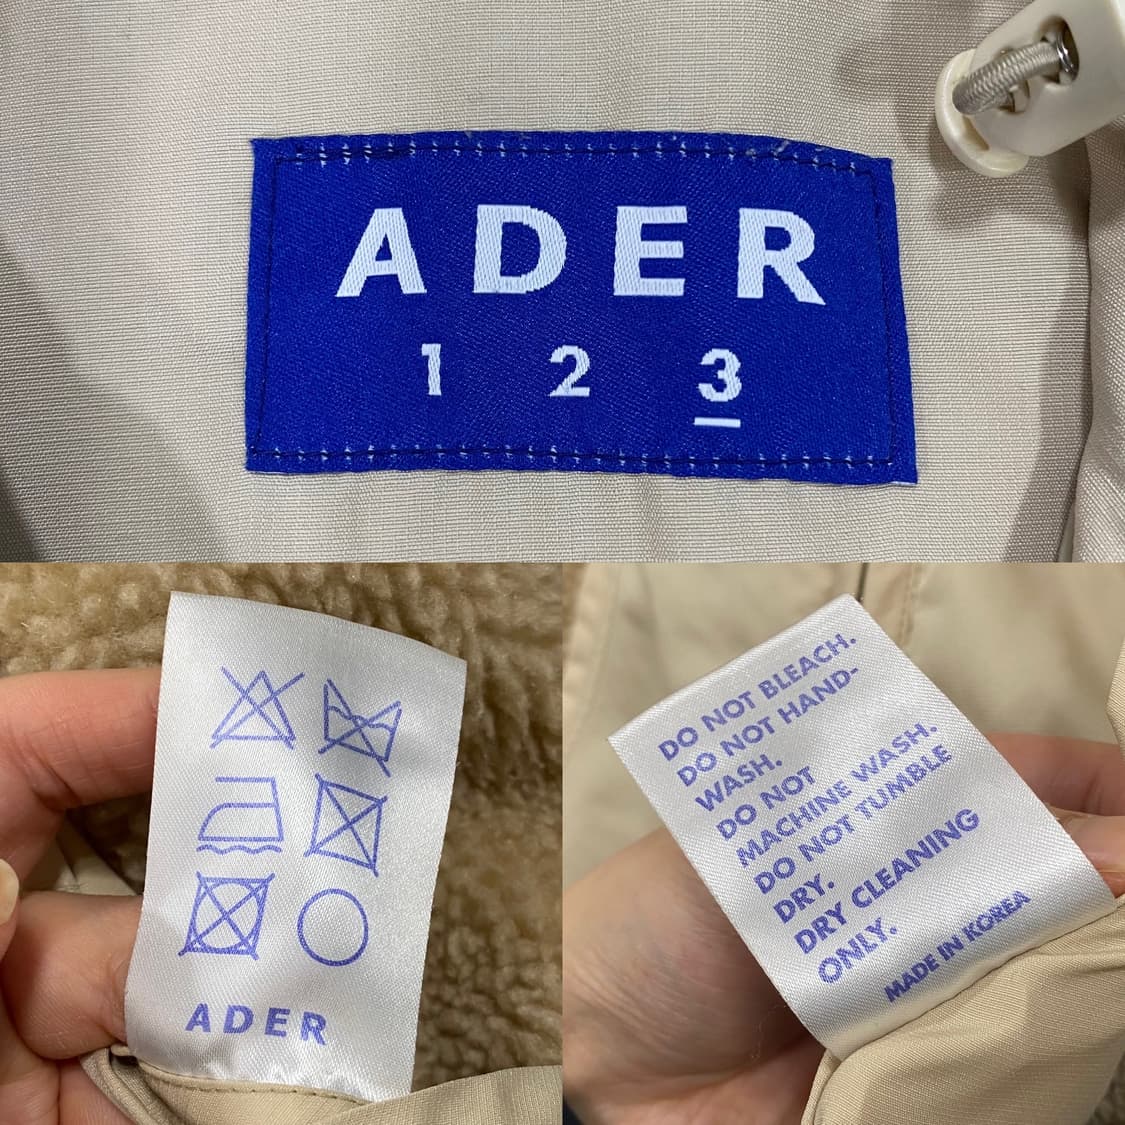 ADER
1 2 3
ADER
DO NOT BLEACH.
DO NOT HAND-
WASH.
DO NOT
MACHINE WASH.
DO NOT TUMBLE
DRY.
DRY CLEANING
ONLY.
MADE IN KOREA